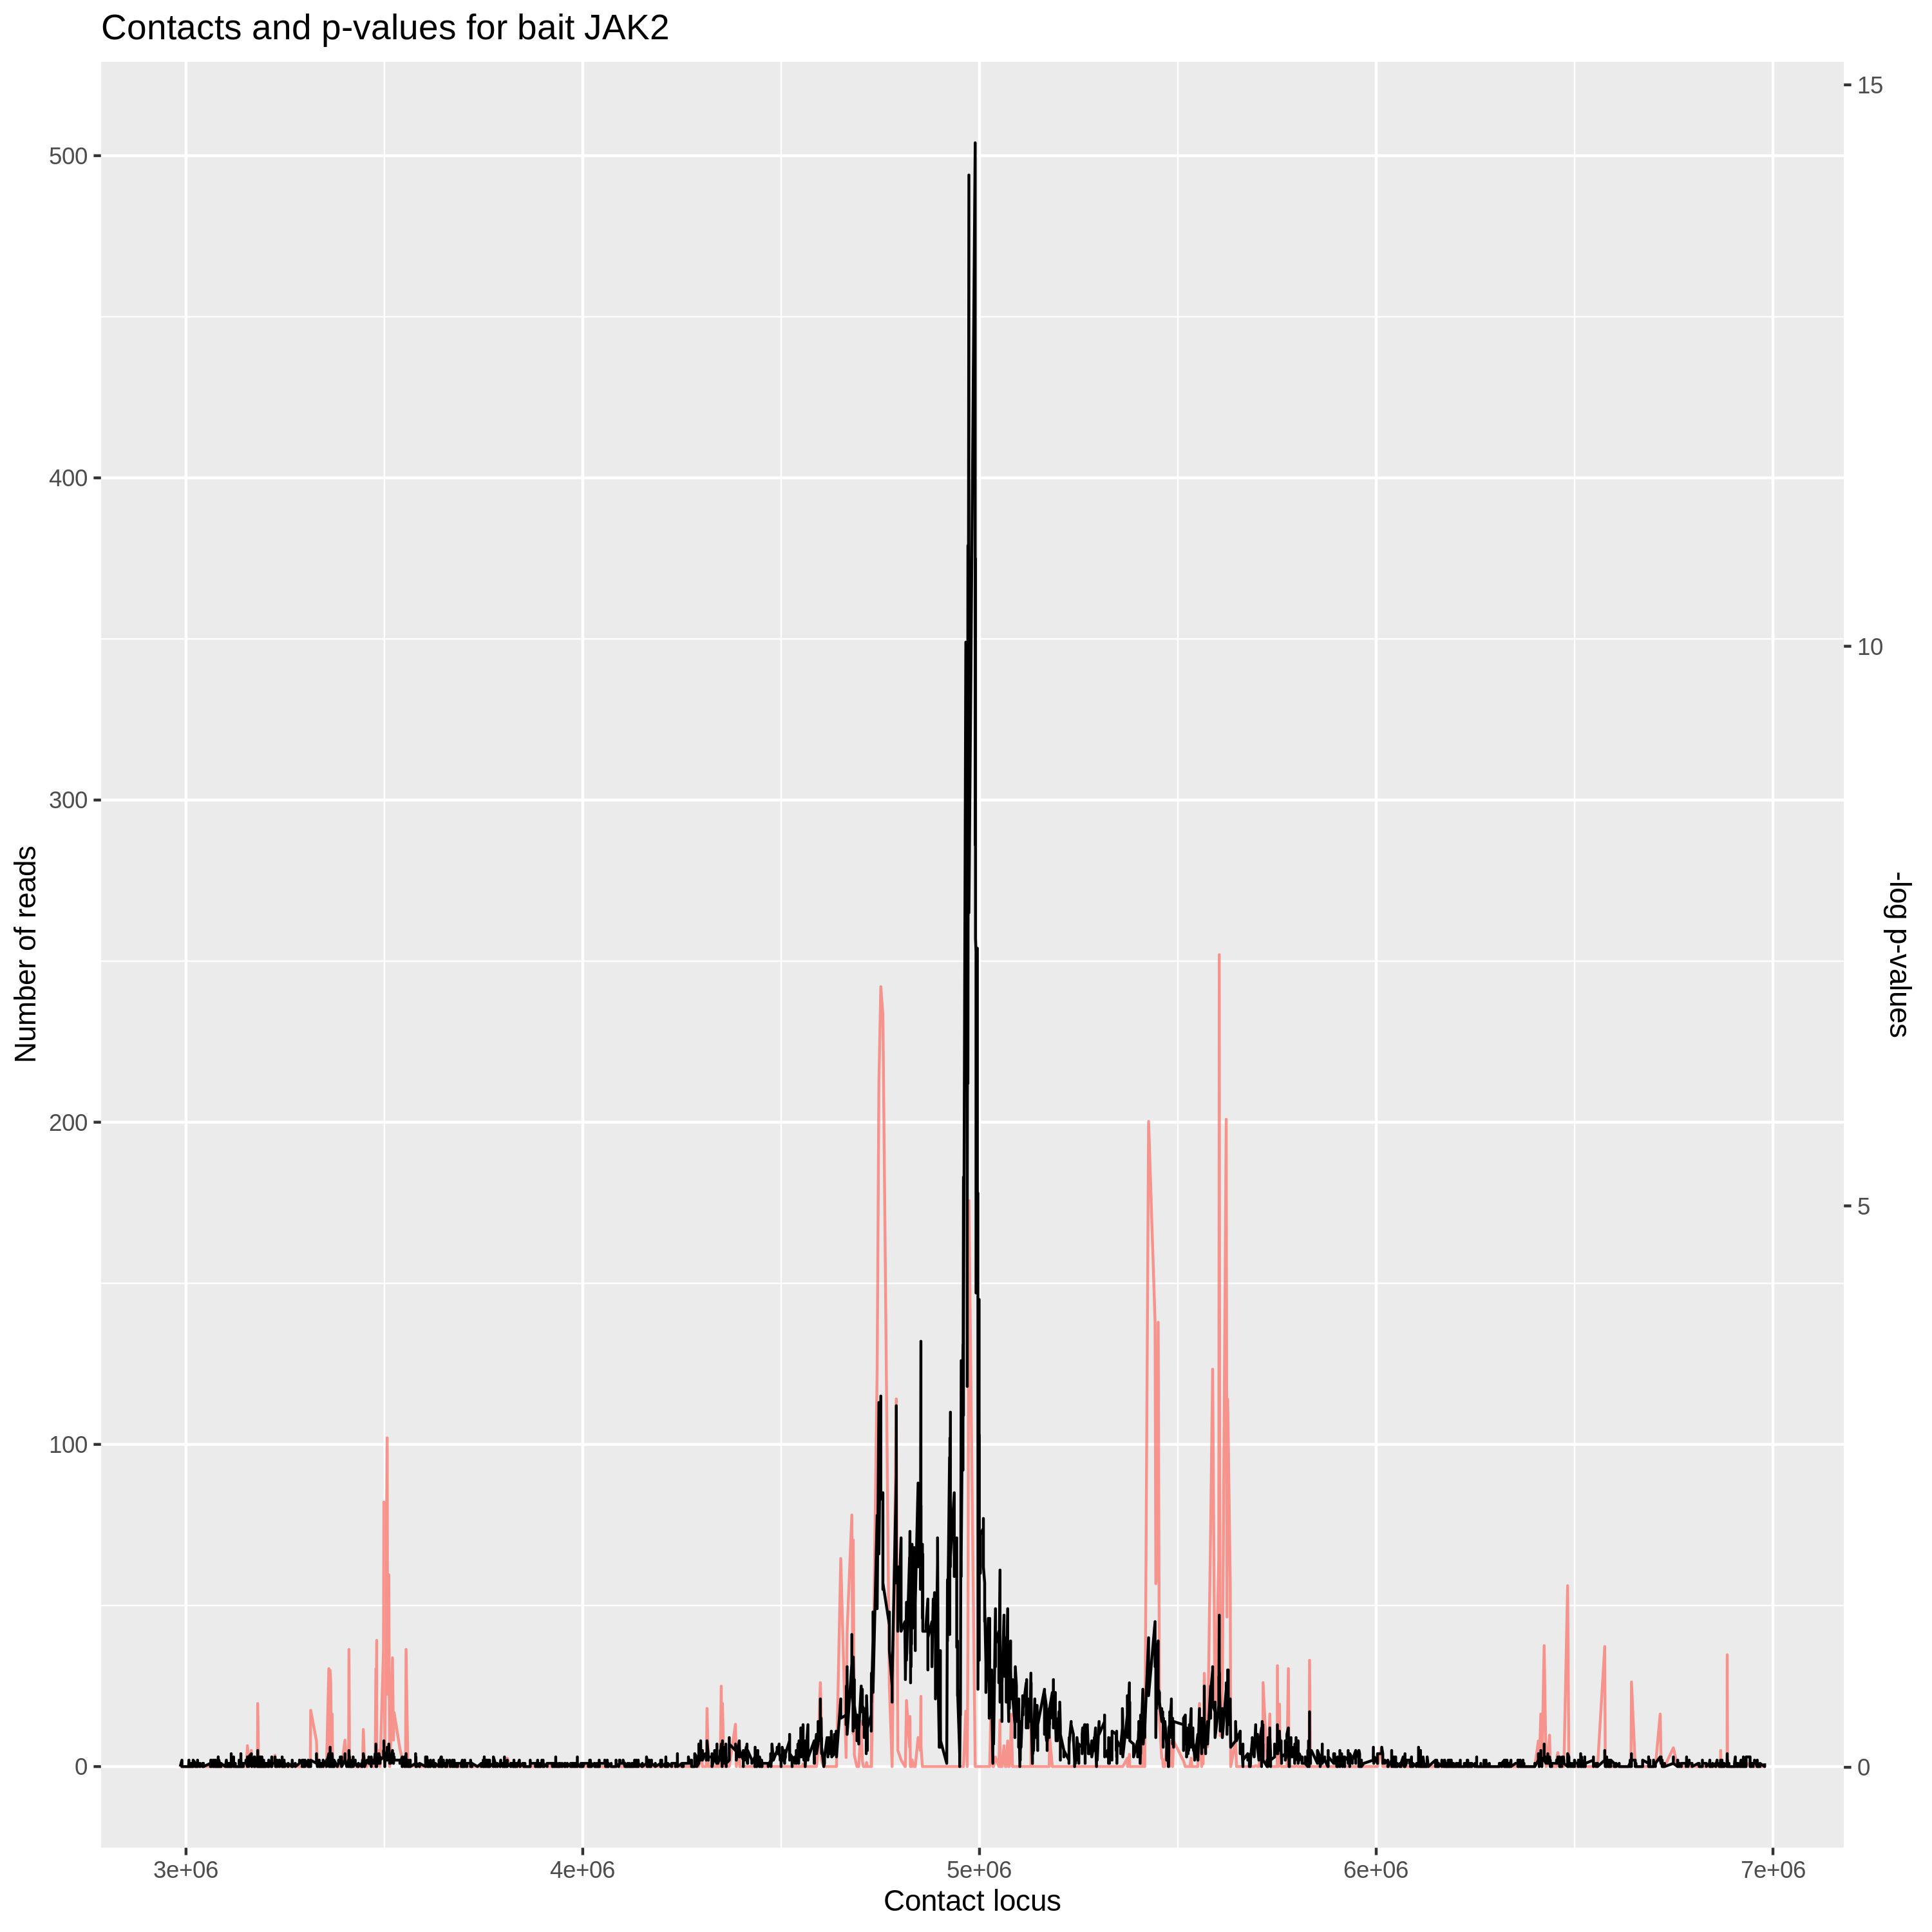 Contacts and p-values for bait JAK2
Number of reads
500
400
300
200
100
0
15
10
5
0
-log p-values
3e+06
4e+06
5e+06
6e+06
7e+06
Contact locus